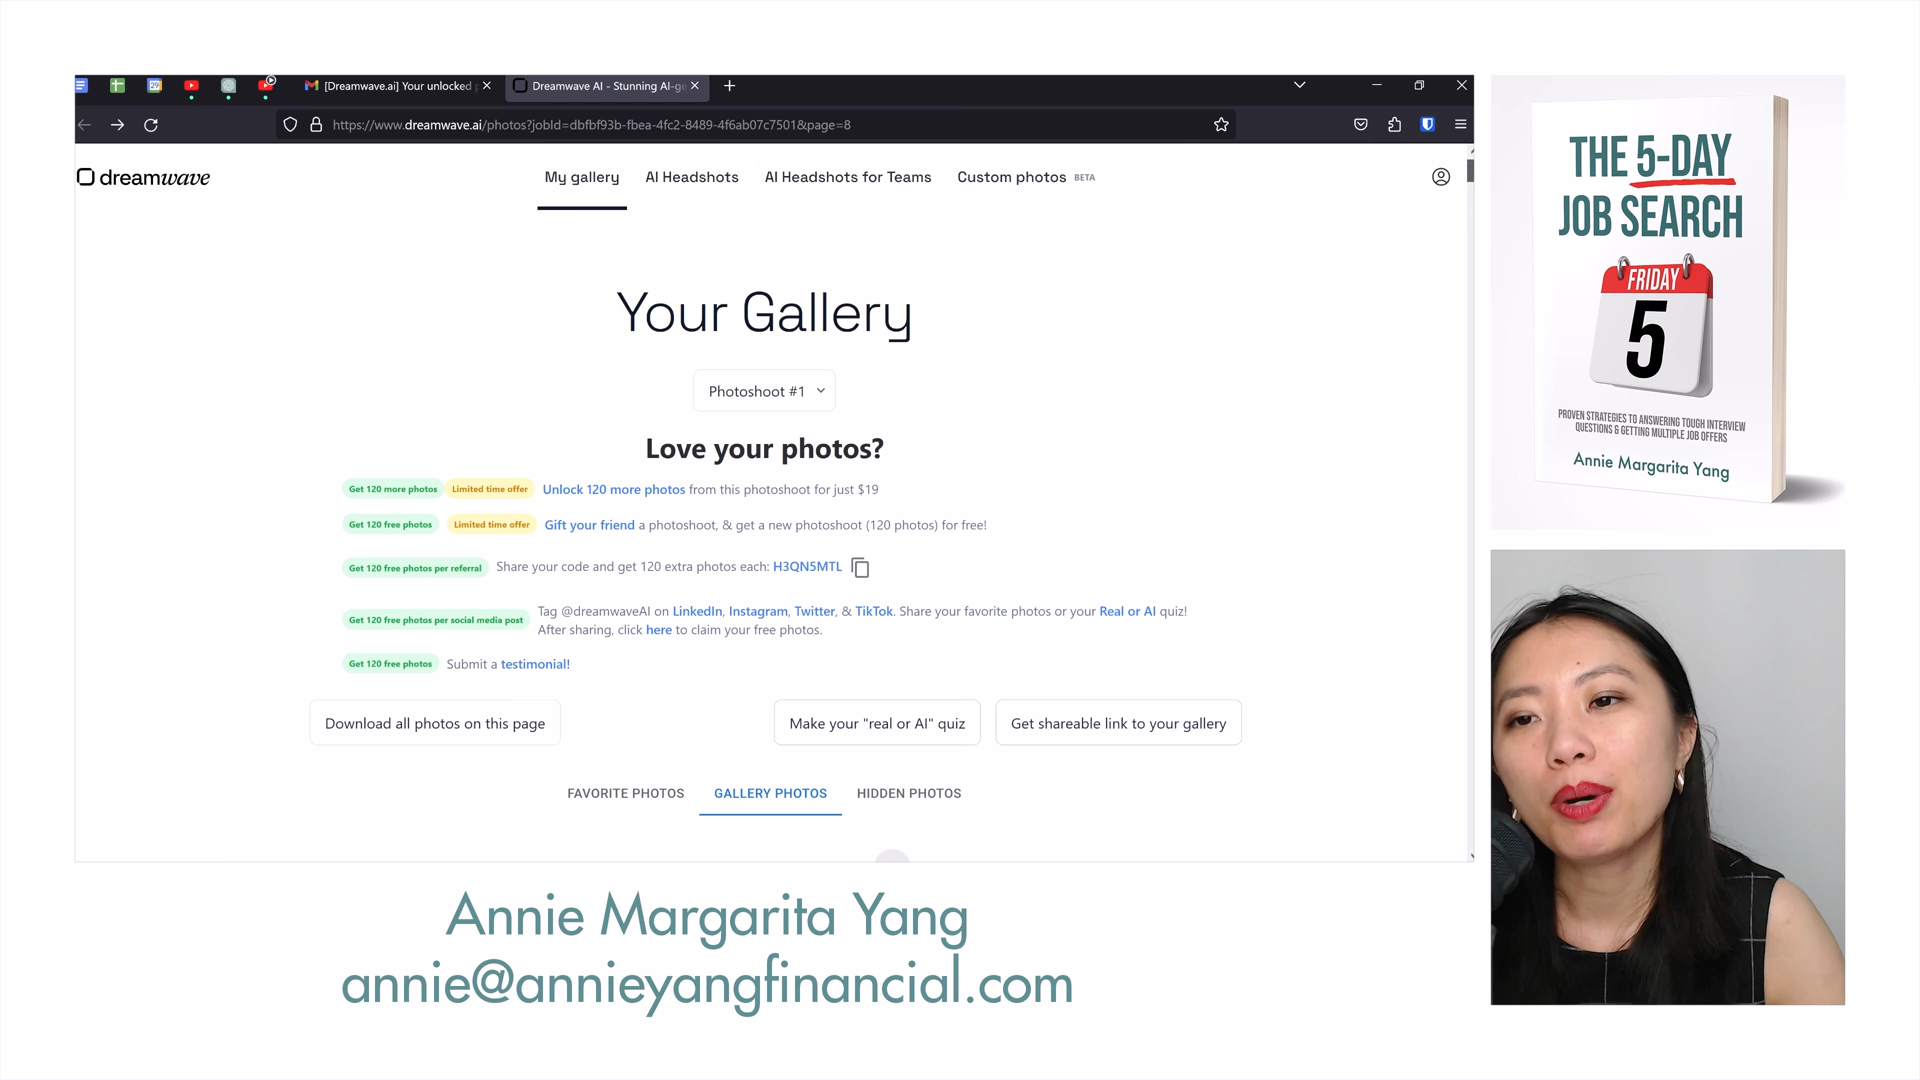 [Dreamwave.ai] Your unlocked
Dreamwave AI - Stunning AI-g
https://www.dreamwave.ai/photos?jobId=dbfbf93b-fbea-4fc2-8489-4f6ab07c7501&page=8
dreamwave
My gallery
AI Headshots
AI Headshots for Teams
Custom photos BETA
Your Gallery
Photoshoot #1
Love your photos?
Get 120 more photos Limited time offer Unlock 120 more photos from this photoshoot for just $19
Get 120 free photos Limited time offer Gift your friend a photoshoot, & get a new photoshoot (120 photos) for free!
Get 120 free photos per referral Share your code and get 120 extra photos each: H3QN5MTL
Get 120 free photos per social media post Tag @dreamwaveAI on LinkedIn, Instagram, Twitter, & TikTok. Share your favorite photos or your Real or AI quiz!
After sharing, click here to claim your free photos.
Get 120 free photos Submit a testimonial!
Download all photos on this page
Make your "real or AI" quiz
Get shareable link to your gallery
FAVORITE PHOTOS
GALLERY PHOTOS
HIDDEN PHOTOS
THE 5-DAY
JOB SEARCH
FRIDAY
5
PROVEN STRATEGIES TO ANSWERING TOUGH INTERVIEW
QUESTIONS & GETTING MULTIPLE JOB OFFERS
Annie Margarita Yang
Annie Margarita Yang
annie@annieyangfinancial.com